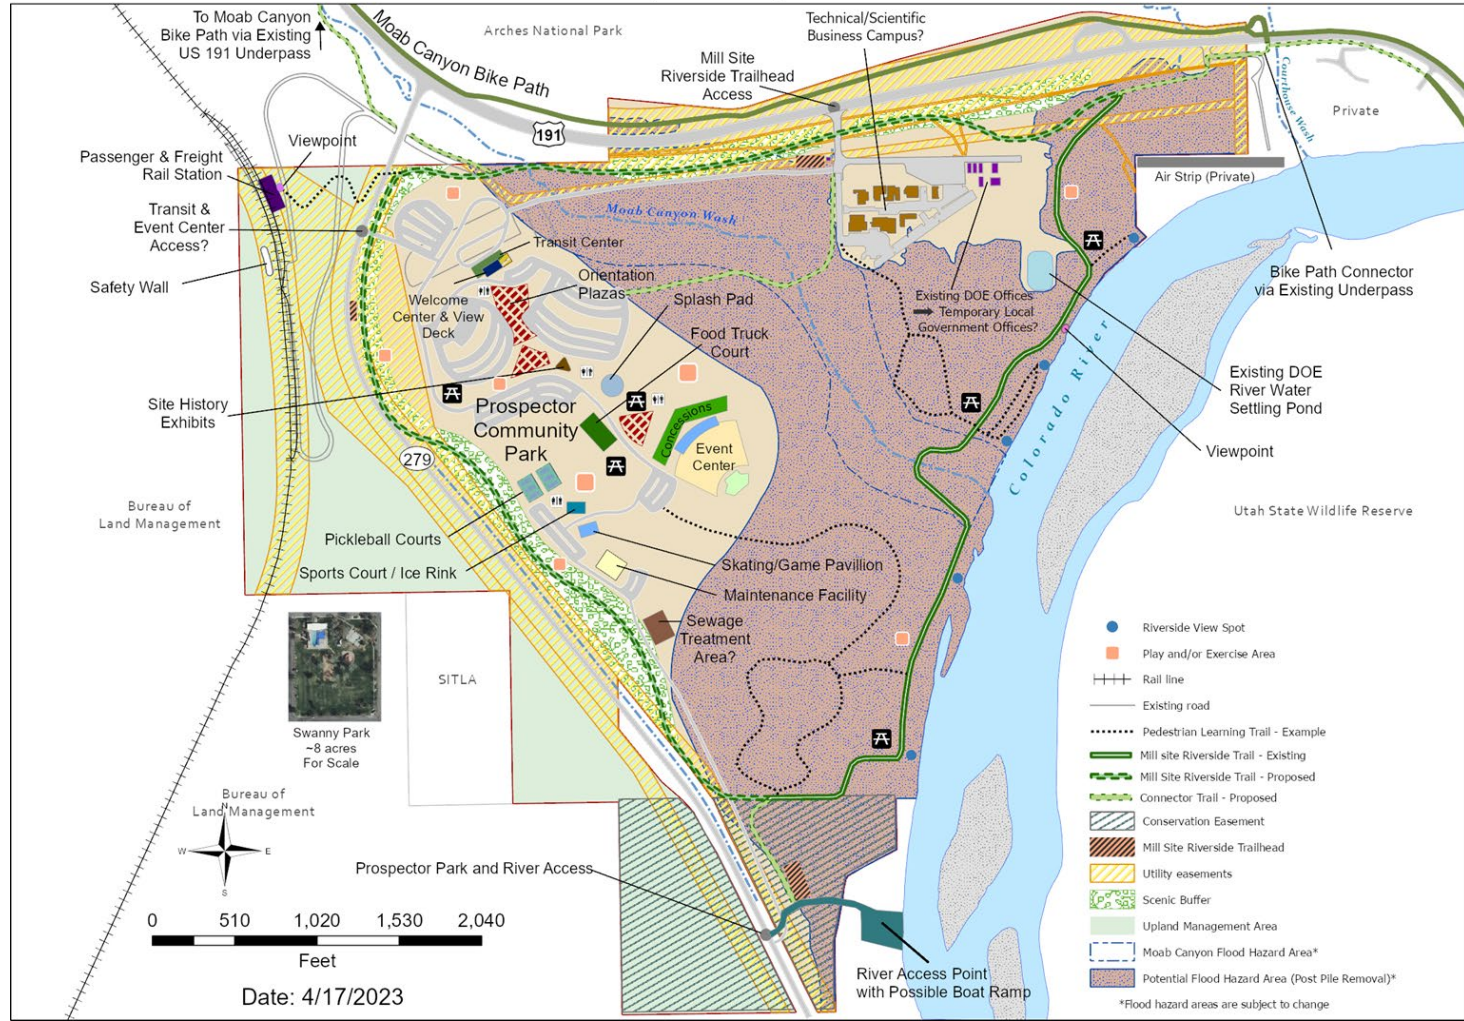 To Moab Canyon
Bike Path via Existing
US 191 Underpass
Moab Canyon Bike Path
Arches National Park
Technical/Scientific
Business Campus?
Mill Site
Riverside Trailhead
Access
191
Courthouse Wash
Private
Viewpoint
Passenger & Freight
Rail Station
Air Strip (Private)
Transit &
Event Center
Access?
Moab Canyon Wash
Transit Center
Safety Wall
Orientation
Plazas
Welcome
Center & View
Deck
Splash Pad
Existing DOE Offices
Temporary Local
Government Offices?
Bike Path Connector
via Existing Underpass
Food Truck
Court
Colorado River
Existing DOE
River Water
Settling Pond
Site History
Exhibits
Prospector
Community
Park
Concessions
Event
Center
Viewpoint
279
Bureau of
Land Management
Utah State Wildlife Reserve
Pickleball Courts
Sports Court / Ice Rink
Skating/Game Pavillion
Maintenance Facility
Sewage
Treatment
Area?
SITLA
Swanny Park
~8 acres
For Scale
Bureau of
Land Management
N
W
E
S
Prospector Park and River Access
0 510 1,020 1,530 2,040
Feet
Date: 4/17/2023
River Access Point
with Possible Boat Ramp
Riverside View Spot
Play and/or Exercise Area
Rail line
Existing road
Pedestrian Learning Trail - Example
Mill site Riverside Trail - Existing
Mill Site Riverside Trail - Proposed
Connector Trail - Proposed
Conservation Easement
Mill Site Riverside Trailhead
Utility easements
Scenic Buffer
Upland Management Area
Moab Canyon Flood Hazard Area*
Potential Flood Hazard Area (Post Pile Removal)*
*Flood hazard areas are subject to change